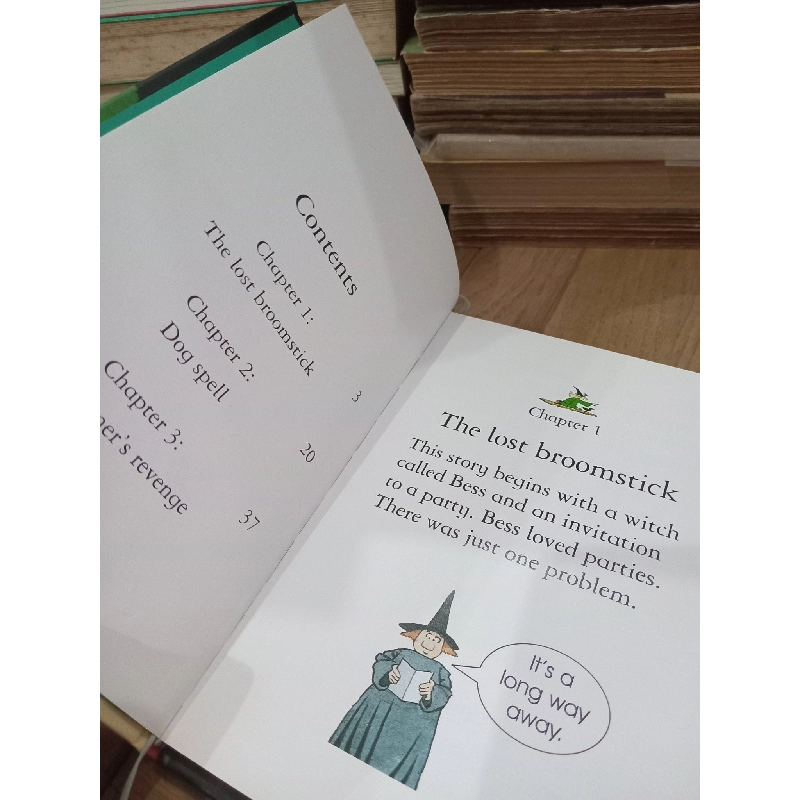 Contents
Chapter 1:
The lost broomstick
3
Chapter 2:
Dog spell
20
Chapter 3:
revenge
37
Chapter 1
The lost broomstick
This story begins with a witch
called Bess and an invitation
to a party. Bess loved parties.
There was just one problem.
It's a
long way
away.